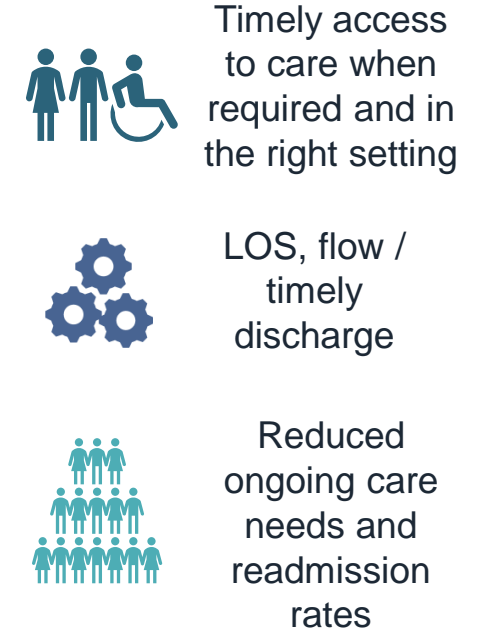 Timely access
to care when
required and in
the right setting
LOS, flow /
timely
discharge
Reduced
ongoing care
needs and
readmission
rates